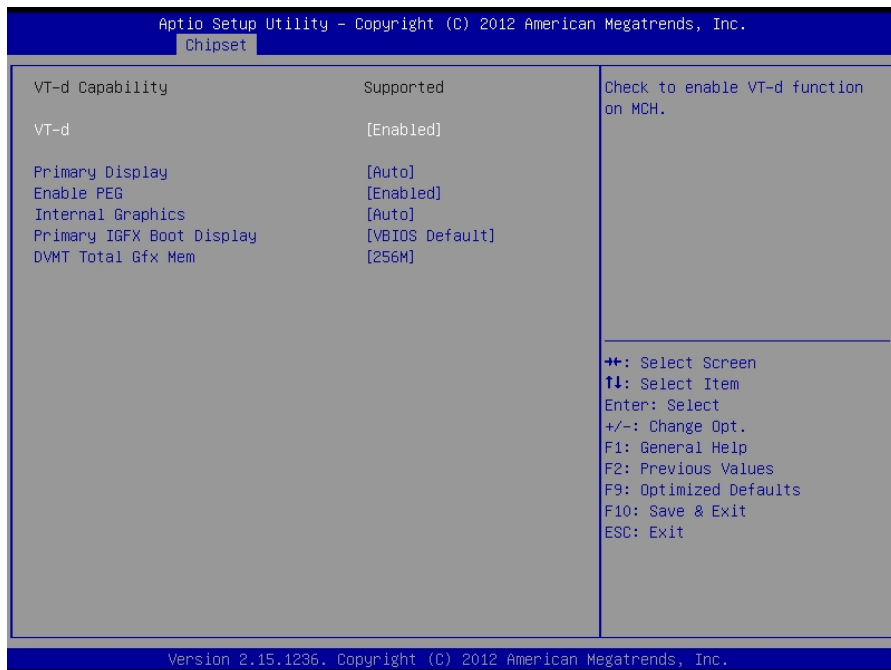 Aptio Setup Utility – Copyright (C) 2012 American Megatrends, Inc.
Chipset
VT-d Capability Supported
VT-d [Enabled]
Primary Display [Auto]
Enable PEG [Enabled]
Internal Graphics [Auto]
Primary IGFX Boot Display [VBIOS Default]
DVMT Total Gfx Mem [256M]
Check to enable VT-d function
on MCH.
→←: Select Screen
↑↓: Select Item
Enter: Select
+/-: Change Opt.
F1: General Help
F2: Previous Values
F9: Optimized Defaults
F10: Save & Exit
ESC: Exit
Version 2.15.1236. Copyright (C) 2012 American Megatrends, Inc.